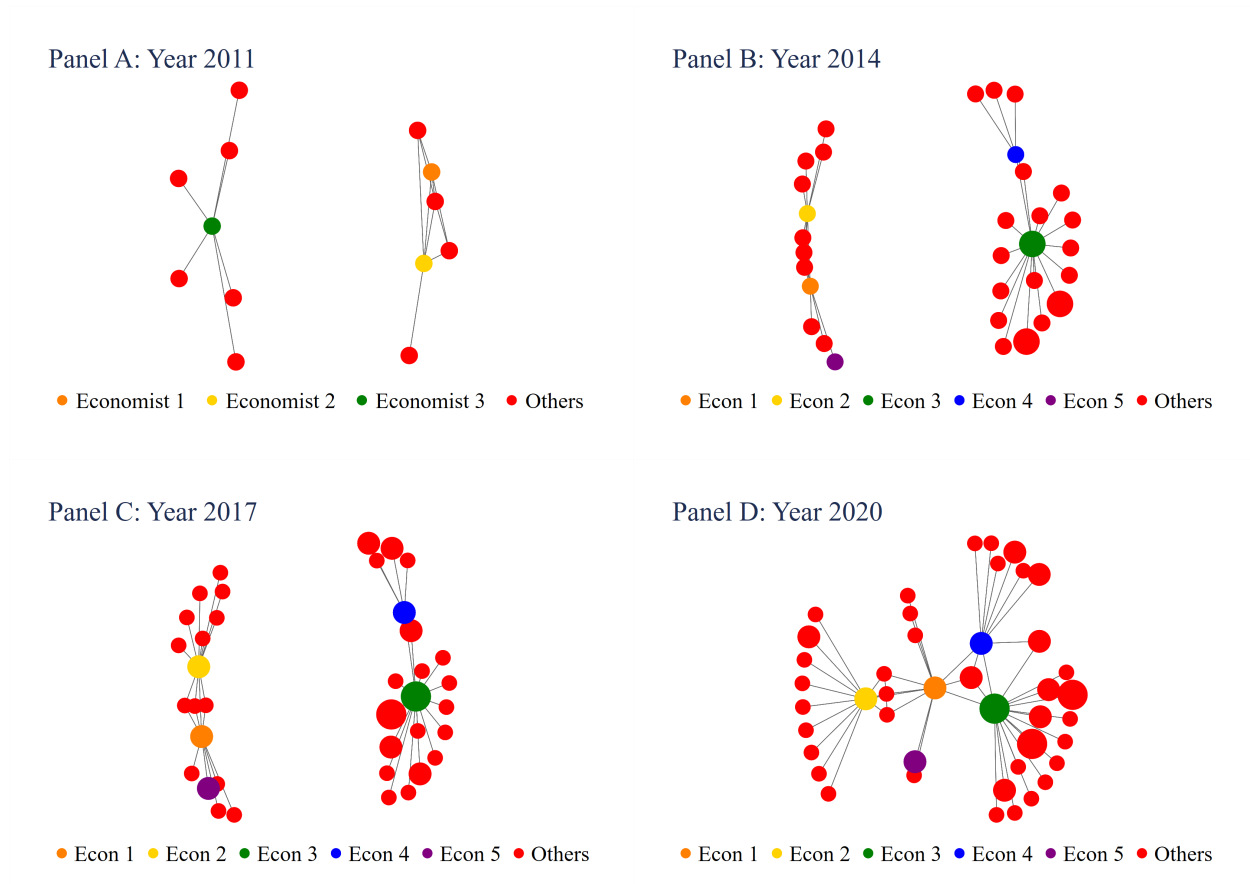 Panel A: Year 2011
Economist 1 Economist 2 Economist 3 Others
Panel B: Year 2014
Econ 1 Econ 2 Econ 3 Econ 4 Econ 5 Others
Panel C: Year 2017
Econ 1 Econ 2 Econ 3 Econ 4 Econ 5 Others
Panel D: Year 2020
Econ 1 Econ 2 Econ 3 Econ 4 Econ 5 Others